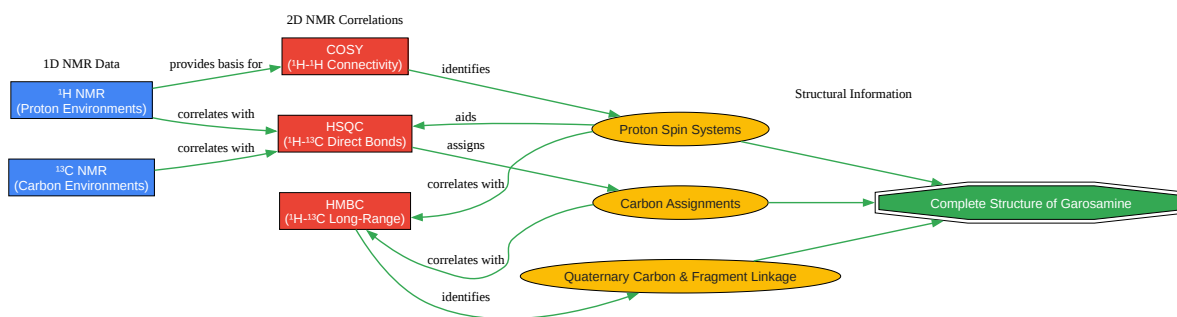 2D NMR Correlations
1D NMR Data
COSY
(¹H-¹H Connectivity)
provides basis for
identifies
¹H NMR
(Proton Environments)
Structural Information
correlates with
HSQC
(¹H-¹³C Direct Bonds)
aids
Proton Spin Systems
correlates with
assigns
¹³C NMR
(Carbon Environments)
correlates with
HMBC
(¹H-¹³C Long-Range)
Carbon Assignments
Complete Structure of Garosamine
correlates with
Quaternary Carbon & Fragment Linkage
identifies